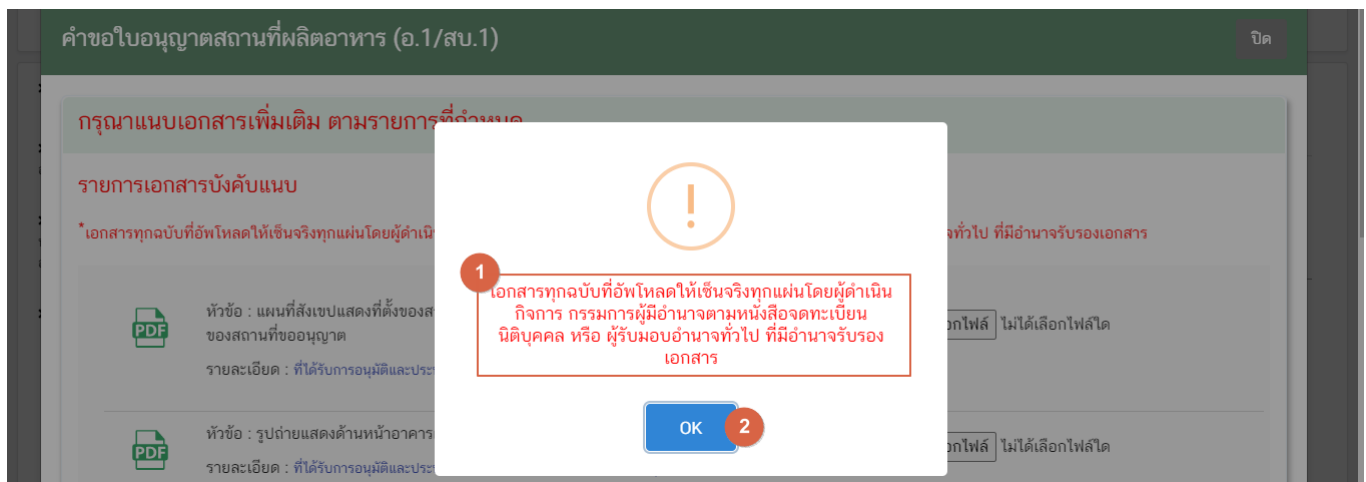 คำขอใบอนุญาตสถานที่ผลิตอาหาร (อ.1/สบ.1)
ปิด
กรุณาแนบเอกสารเพิ่มเติม ตามรายการที่กำหนด
รายการเอกสารบังคับแนบ
*เอกสารทุกฉบับที่อัพโหลดให้เซ็นจริงทุกแผ่นโดยผู้ดำเนิ
ทั่วไป ที่มีอำนาจรับรองเอกสาร
1
เอกสารทุกฉบับที่อัพโหลดให้เซ็นจริงทุกแผ่นโดยผู้ดำเนิน
กิจการ กรรมการผู้มีอำนาจตามหนังสือจดทะเบียน
นิติบุคคล หรือ ผู้รับมอบอำนาจทั่วไป ที่มีอำนาจรับรอง
เอกสาร
PDF
หัวข้อ : แผนที่สังเขปแสดงที่ตั้งของส
ของสถานที่ขออนุญาต
รายละเอียด : ที่ได้รับการอนุมัติและประ
อกไฟล์ ไม่ได้เลือกไฟล์ใด
OK
2
PDF
หัวข้อ : รูปถ่ายแสดงด้านหน้าอาคาร
รายละเอียด : ที่ได้รับการอนุมัติและประ
อกไฟล์ ไม่ได้เลือกไฟล์ใด